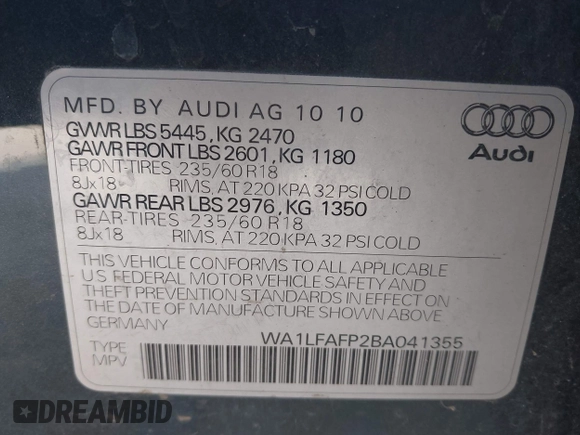 MFD. BY AUDI AG 10 10
GVWR LBS 5445, KG 2470
GAWR FRONT LBS 2601, KG 1180
FRONT-TIRES 235/60 R18
8Jx18 RIMS, AT 220 KPA 32 PSI COLD
GAWR REAR LBS 2976, KG 1350
REAR-TIRES 235/60 R18
8Jx18 RIMS, AT 220 KPA 32 PSI COLD
Audi
THIS VEHICLE CONFORMS TO ALL APPLICABLE
U.S. FEDERAL MOTOR VEHICLE SAFETY AND
THEFT PREVENTION STANDARDS IN EFFECT ON
THE DATE OF MANUFACTURE SHOWN ABOVE.
GERMANY
WA1LFAFP2BA041355
TYPE
MPV
DREAMBID